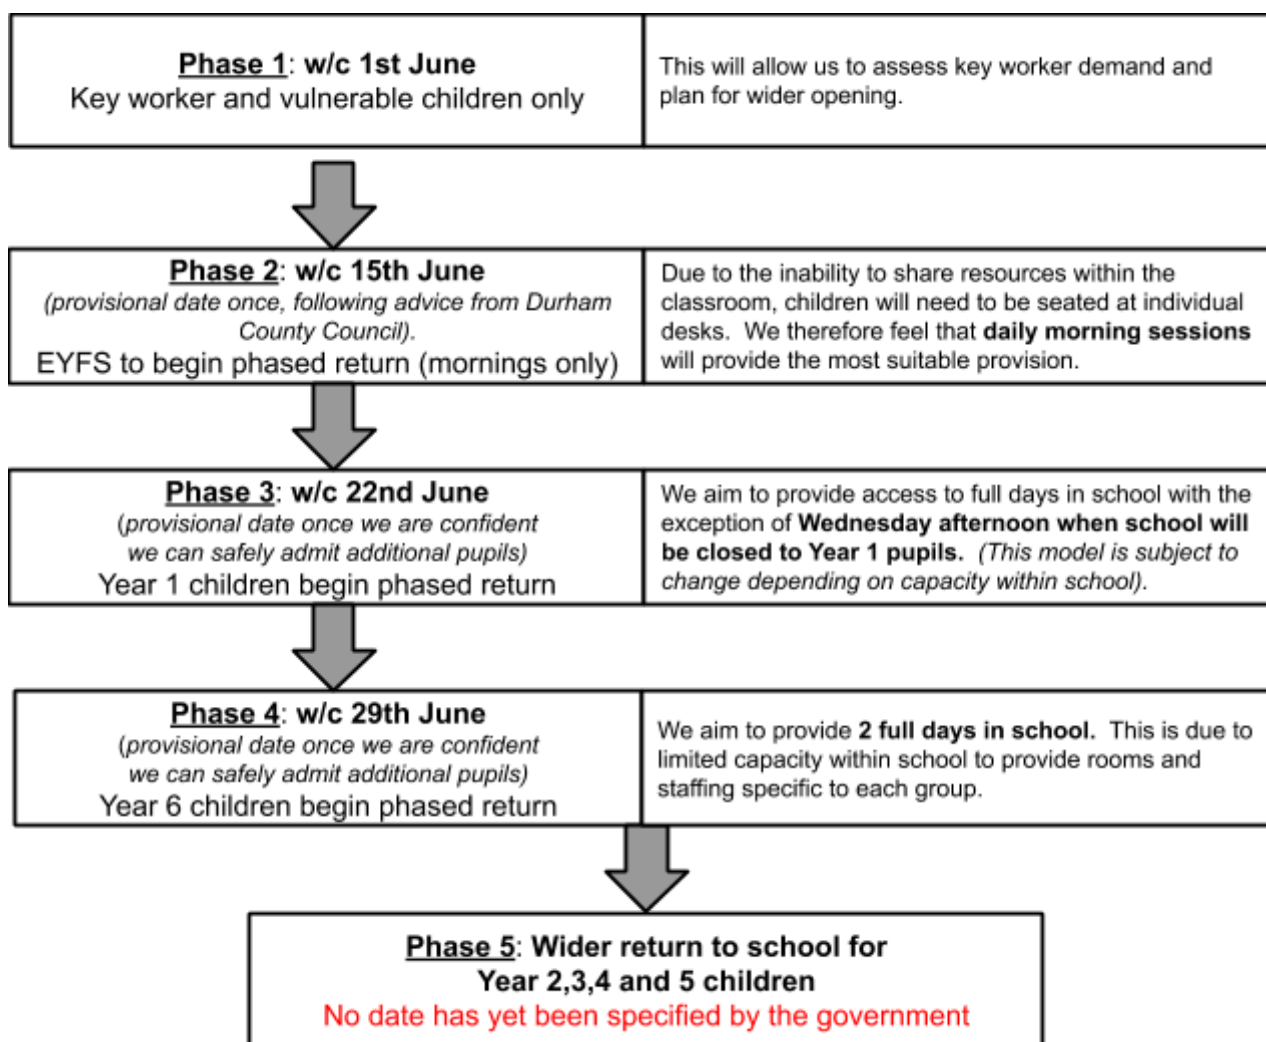 Phase 1: w/c 1st June
Key worker and vulnerable children only
This will allow us to assess key worker demand and
plan for wider opening.
Phase 2: w/c 15th June
(provisional date once, following advice from Durham
County Council).
EYFS to begin phased return (mornings only)
Due to the inability to share resources within the
classroom, children will need to be seated at individual
desks.  We therefore feel that daily morning sessions
will provide the most suitable provision.
Phase 3: w/c 22nd June
(provisional date once we are confident
we can safely admit additional pupils)
Year 1 children begin phased return
We aim to provide access to full days in school with the
exception of Wednesday afternoon when school will
be closed to Year 1 pupils.  (This model is subject to
change depending on capacity within school).
Phase 4: w/c 29th June
(provisional date once we are confident
we can safely admit additional pupils)
Year 6 children begin phased return
We aim to provide 2 full days in school.  This is due to
limited capacity within school to provide rooms and
staffing specific to each group.
Phase 5: Wider return to school for
Year 2,3,4 and 5 children
No date has yet been specified by the government